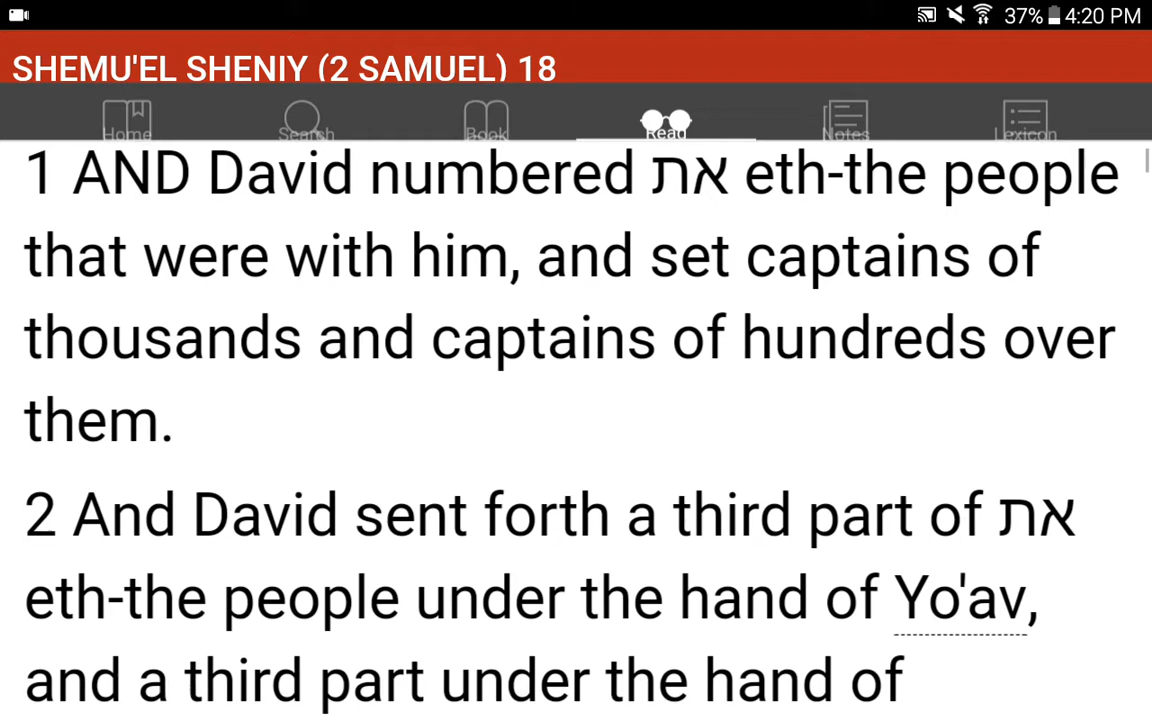 37% 4:20 PM
SHEMU'EL SHENIY (2 SAMUEL) 18
Home Search Book Read Notes Lexicon
1 AND David numbered את eth-the people
that were with him, and set captains of
thousands and captains of hundreds over
them.
2 And David sent forth a third part of את
eth-the people under the hand of Yo'av,
and a third part under the hand of